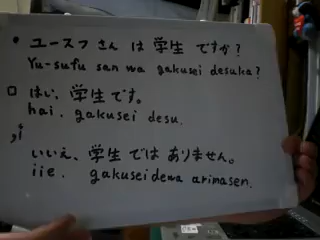 • ユースフ さん は 学生 ですか?
Yu-sufu san wa gakusei desuka?
□ はい、学生 です。
hai. gakusei desu.
いいえ、学生 では ありません。
iie. gakusei dewa arimasen.